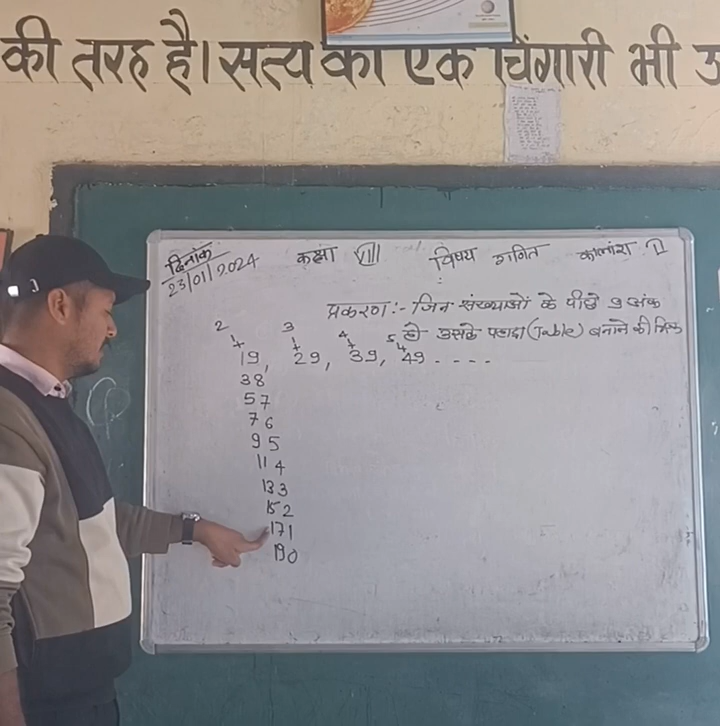 की तरह है। सत्य का एक चिंगारी भी उ
दिनांक 23/01/2024 कक्षा VIII विषय गणित कालांश I
प्रकरण :- जिन संख्याओं के पीछे 9 अंक
हो उसके पहाड़ा (Table) बनाने की ट्रिक
2 3 4 5
19, 29, 39, 49 - - - -
38
57
76
95
114
133
152
171
190